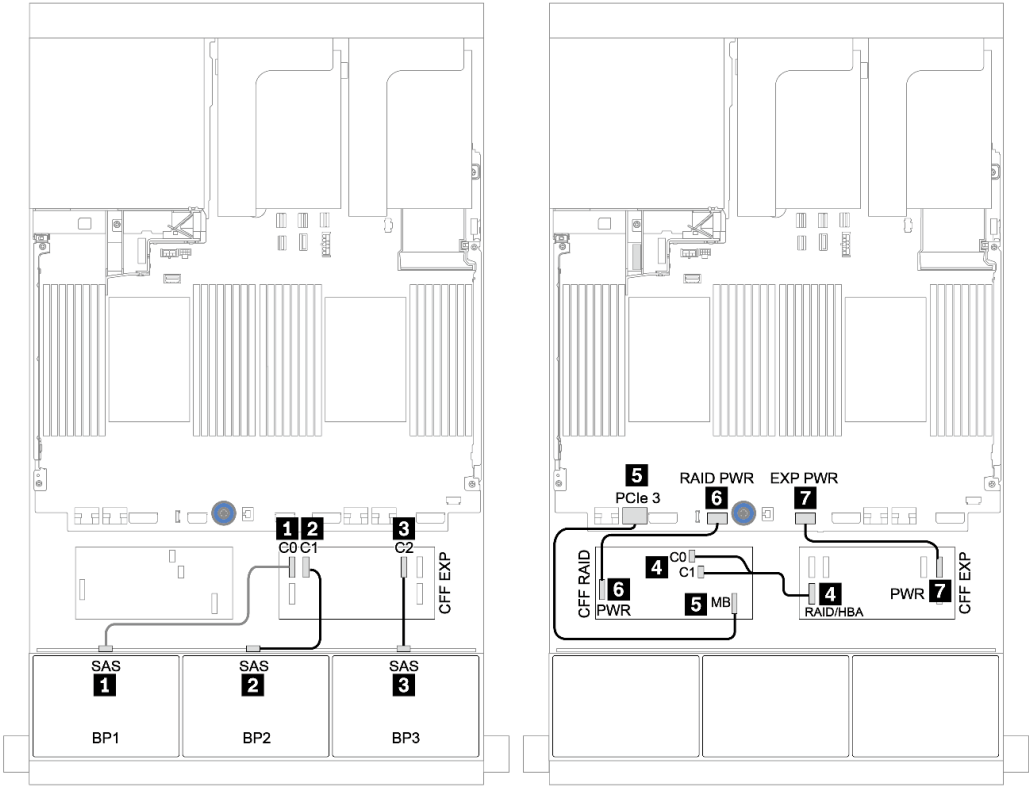 1 2 3
C0 C1 C2
CFF EXP
SAS SAS SAS
1 2 3
BP1 BP2 BP3
5 RAID PWR EXP PWR
PCIe 3 6 7
CFF RAID
4 C0
C1
6
PWR
5 MB
4
RAID/HBA
PWR 7
CFF EXP